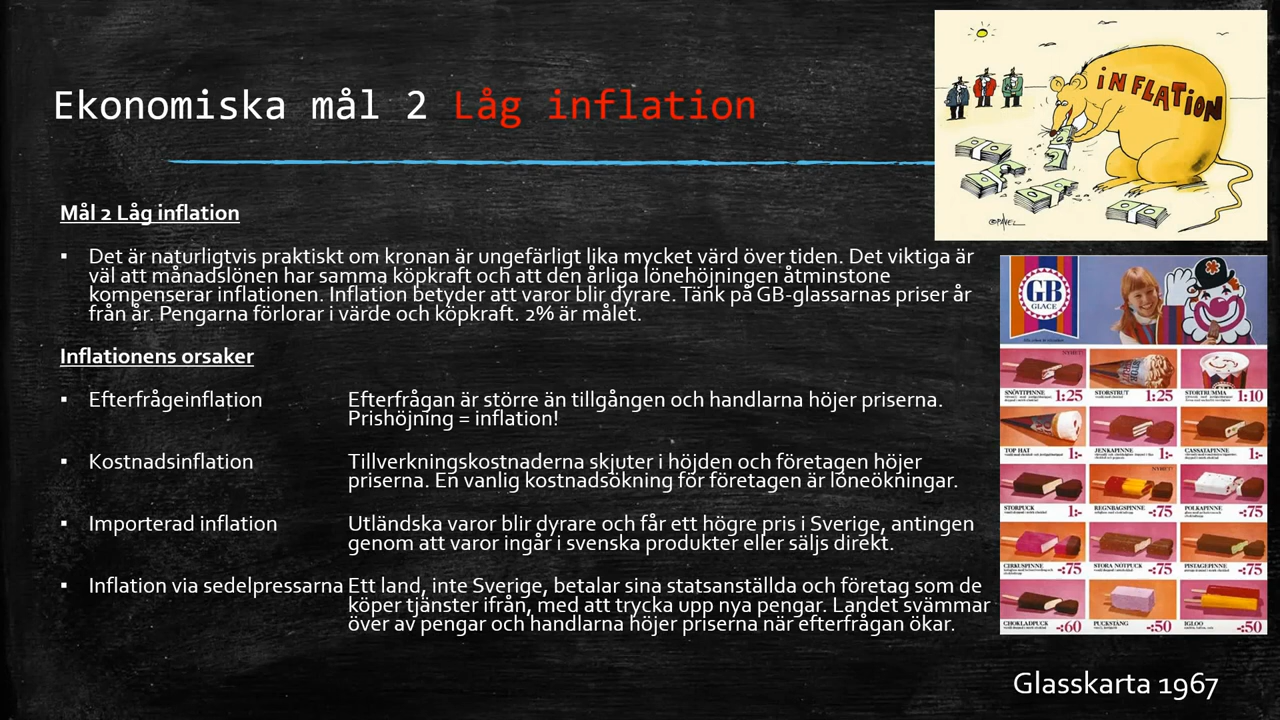 Ekonomiska mål 2 Låg inflation
INFLATION
©PAVEL
Mål 2 Låg inflation
▪ Det är naturligtvis praktiskt om kronan är ungefärligt lika mycket värd över tiden. Det viktiga är
väl att månadslönen har samma köpkraft och att den årliga lönehöjningen åtminstone
kompenserar inflationen. Inflation betyder att varor blir dyrare. Tänk på GB-glassarnas priser år
från år. Pengarna förlorar i värde och köpkraft. 2% är målet.
Inflationens orsaker
▪ Efterfrågeinflation Efterfrågan är större än tillgången och handlarna höjer priserna.
Prishöjning = inflation!
▪ Kostnadsinflation Tillverkningskostnaderna skjuter i höjden och företagen höjer
priserna. En vanlig kostnadsökning för företagen är löneökningar.
▪ Importerad inflation Utländska varor blir dyrare och får ett högre pris i Sverige, antingen
genom att varor ingår i svenska produkter eller säljs direkt.
▪ Inflation via sedelpressarna Ett land, inte Sverige, betalar sina statsanställda och företag som de
köper tjänster ifrån, med att trycka upp nya pengar. Landet svämmar
över av pengar och handlarna höjer priserna när efterfrågan ökar.
GB
GLACE
NYHET!
SNÖVITPINNE 1:25 STORSTRUT 1:25 STORTRUMMA 1:10
TOP HAT 1:- JENKAPINNE 1:- CASSATAPINNE 1:-
NYHET!
STORPUCK 1:- REGNBAGSPINNE -:75 POLKAPINNE -:75
CIRKUSPINNE -:75 STORA NÖTPUCK -:75 PISTAGEPINNE -:75
CHOKLADPUCK -:60 PUCKSTÅNG -:50 IGLOO -:50
Glasskarta 1967